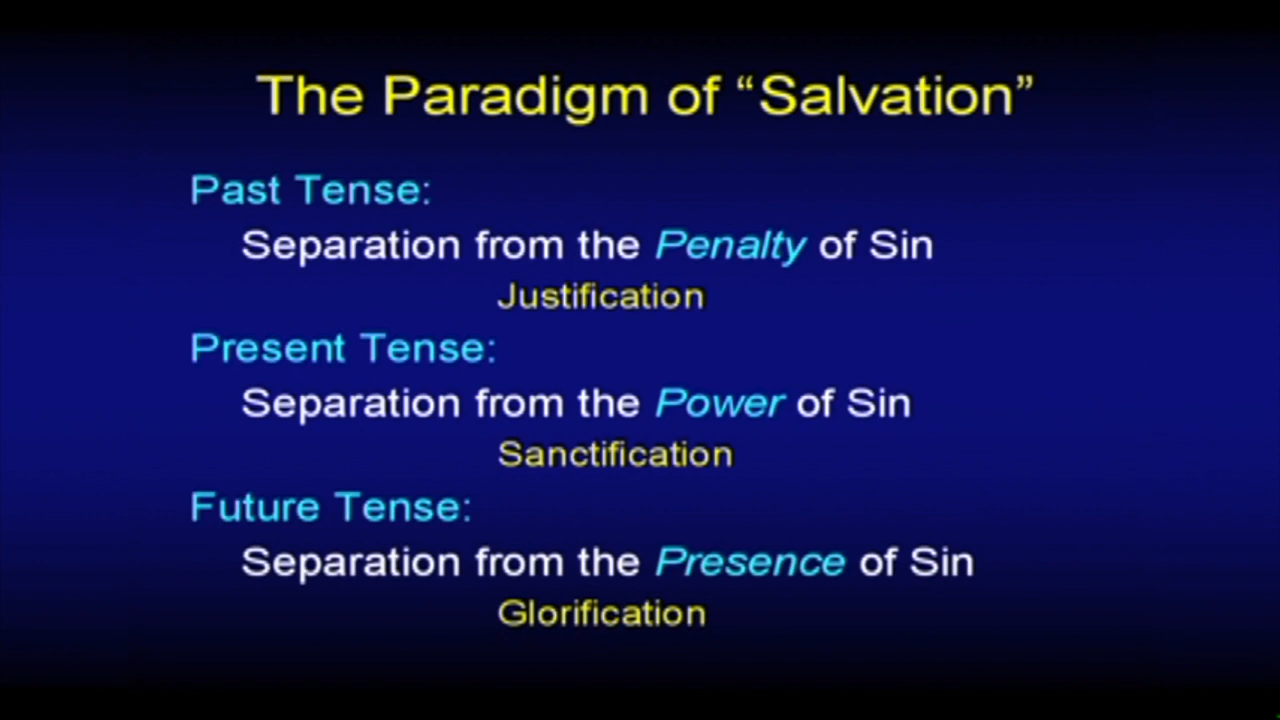 The Paradigm of “Salvation”
Past Tense:
Separation from the Penalty of Sin
Justification
Present Tense:
Separation from the Power of Sin
Sanctification
Future Tense:
Separation from the Presence of Sin
Glorification